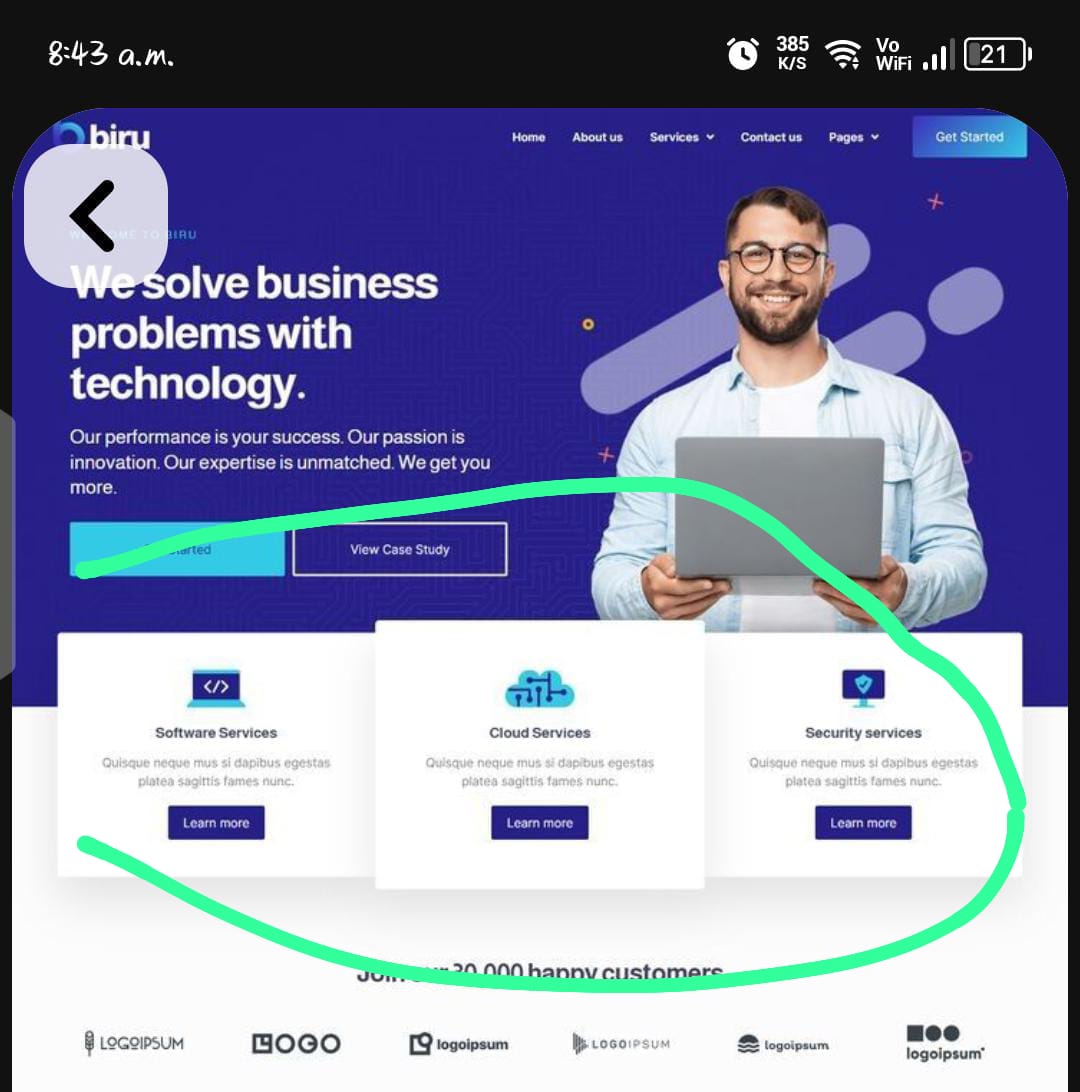 8:43 a.m.
385 K/S
Vo WiFi
21
biru
Home About us Services Contact us Pages Get Started
TO BIRU
We solve business
problems with
technology.
Our performance is your success. Our passion is
innovation. Our expertise is unmatched. We get you
more.
View Case Study
Software Services
Quisque neque mus si dapibus egestas
platea sagittis fames nunc.
Learn more
Cloud Services
Quisque neque mus si dapibus egestas
platea sagittis fames nunc.
Learn more
Security services
Quisque neque mus si dapibus egestas
platea sagittis fames nunc.
Learn more
Join our 30,000 happy customers
LOGOIPSUM LOGO logoipsum LOGOIPSUM logoipsum logoipsum